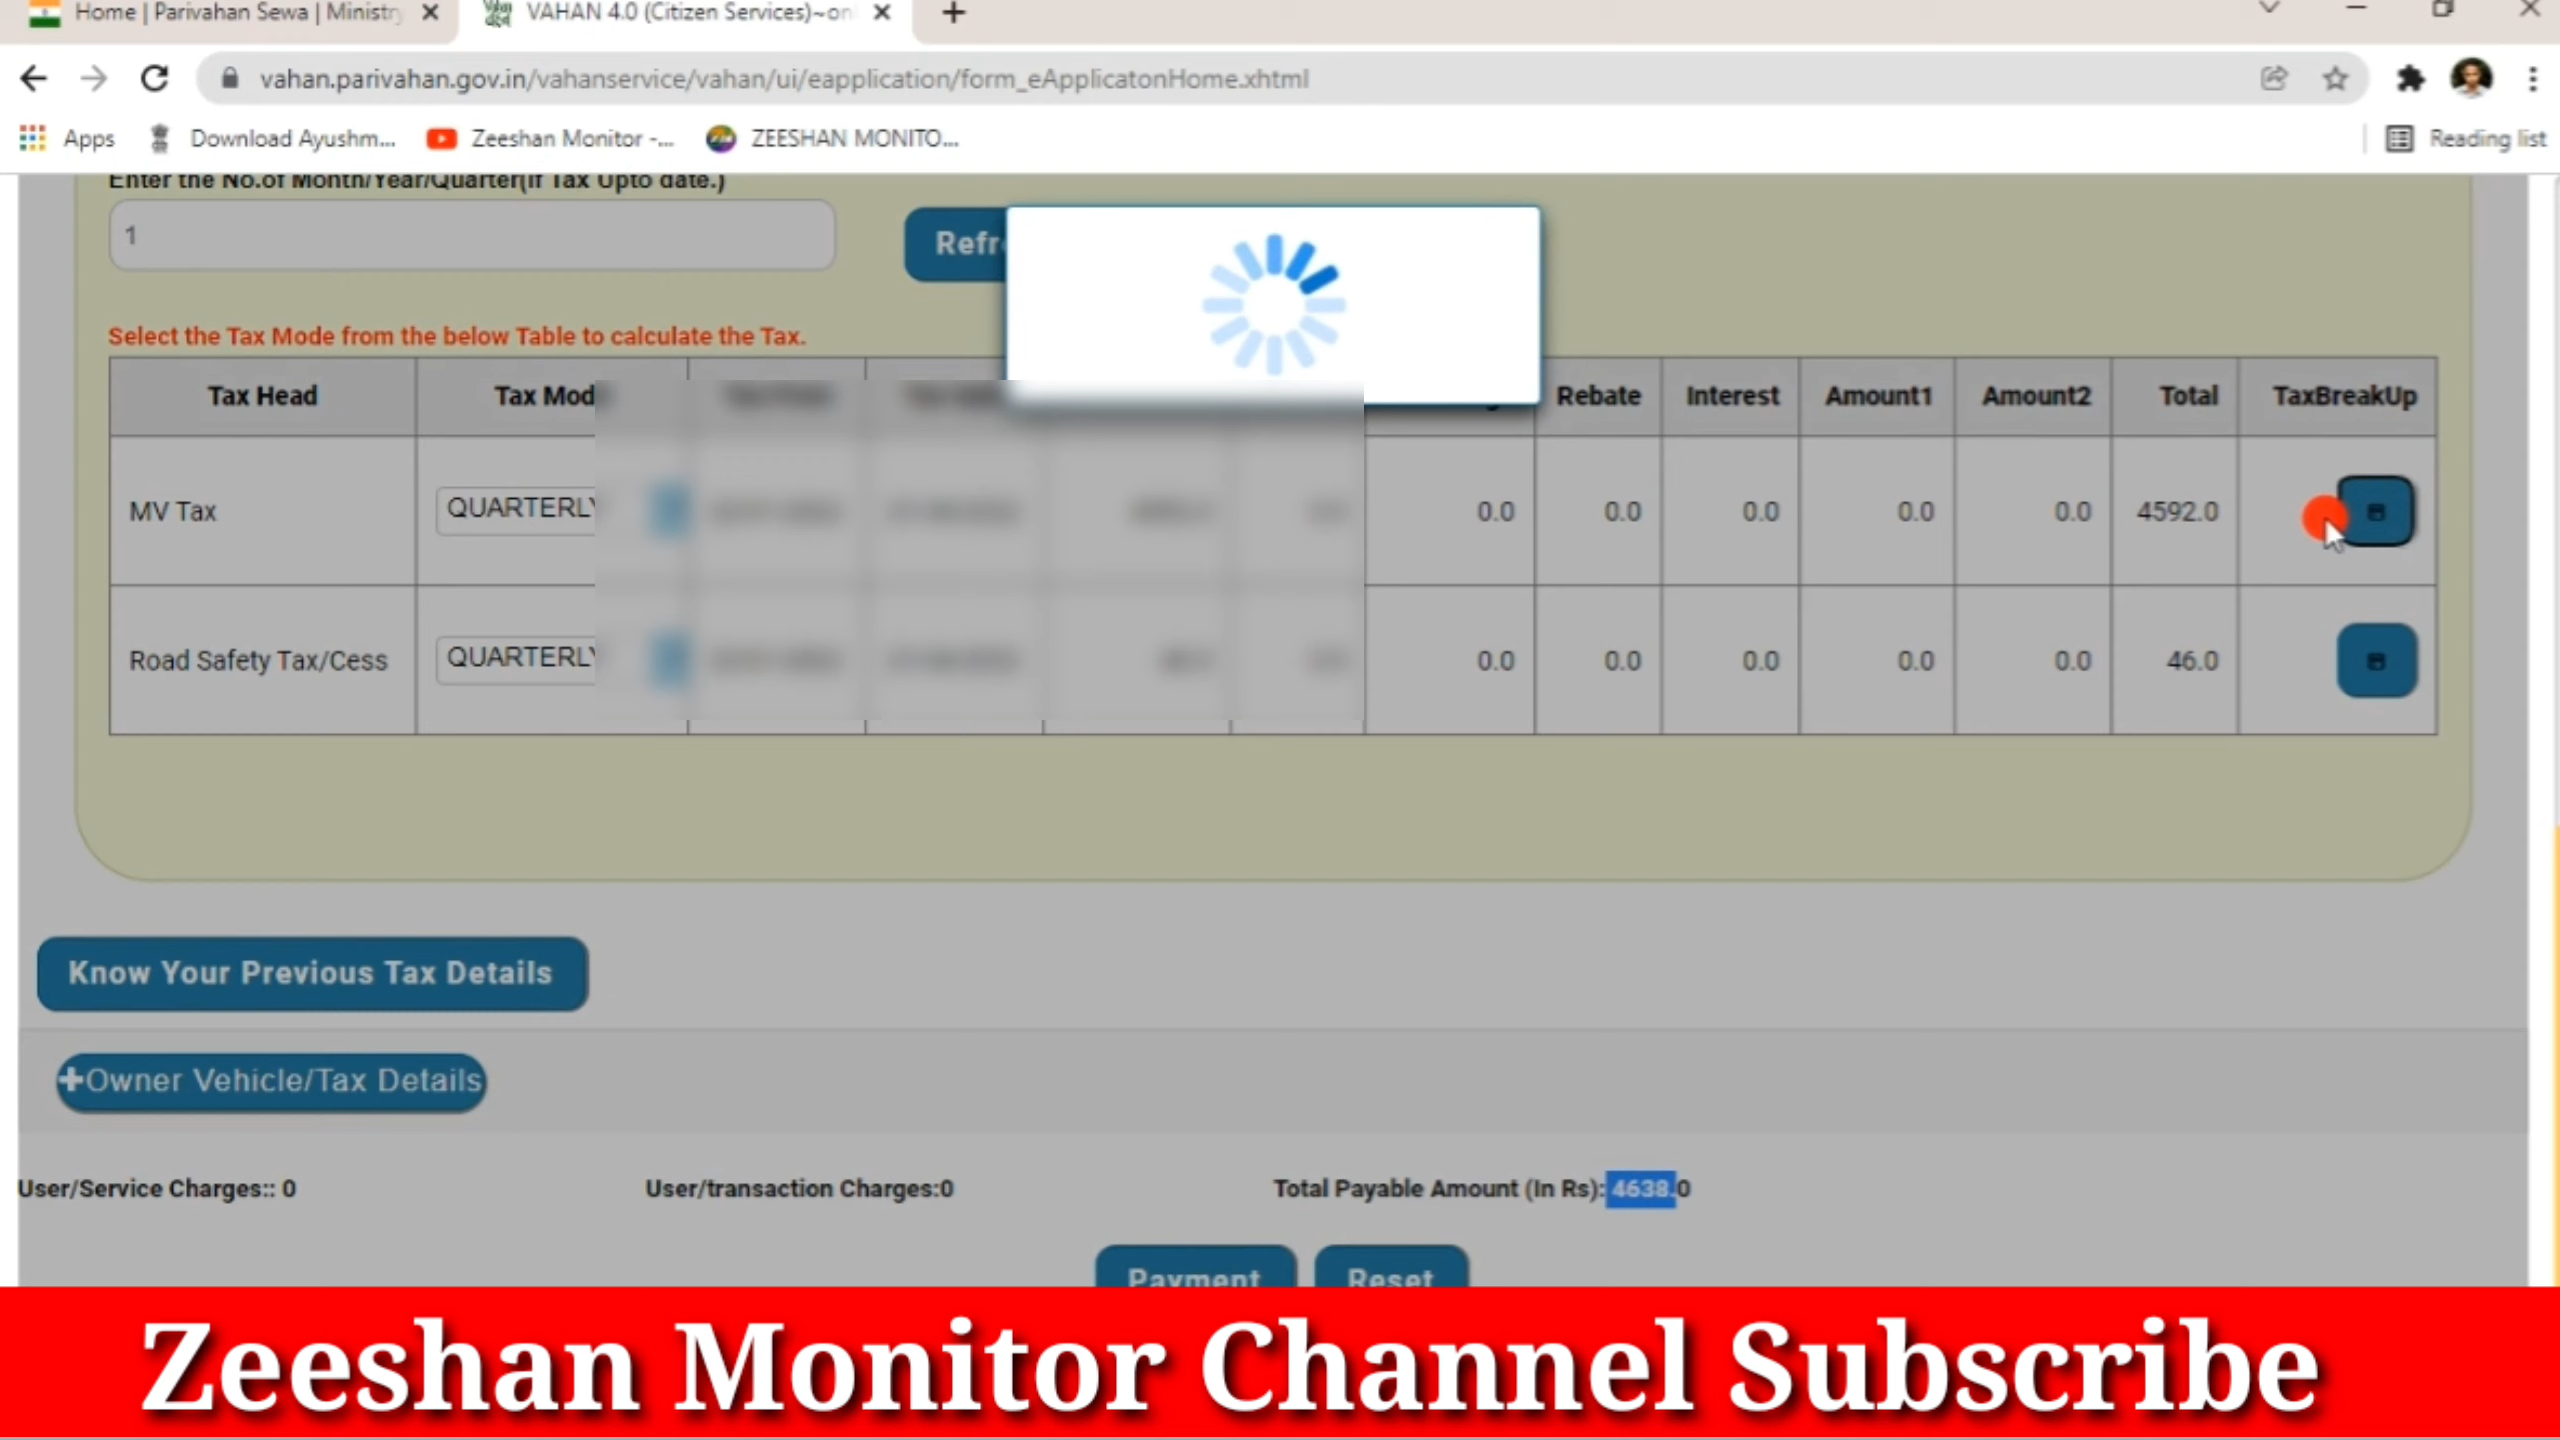 Home | Parivahan Sewa | Ministry
VAHAN 4.0 (Citizen Services)~on
vahan.parivahan.gov.in/vahanservice/vahan/ui/eapplication/form_eApplicatonHome.xhtml
Apps
Download Ayushm...
Zeeshan Monitor -...
ZEESHAN MONITO...
Reading list
Enter the No.of Month/Year/Quarter(If Tax Upto date.)
1
Refr
Select the Tax Mode from the below Table to calculate the Tax.
Tax Head Tax Mod Rebate Interest Amount1 Amount2 Total TaxBreakUp
MV Tax QUARTERLY 0.0 0.0 0.0 0.0 0.0 4592.0
Road Safety Tax/Cess QUARTERLY 0.0 0.0 0.0 0.0 0.0 46.0
Know Your Previous Tax Details
+Owner Vehicle/Tax Details
User/Service Charges:: 0 User/transaction Charges:0 Total Payable Amount (In Rs): 4638.0
Payment Reset
Zeeshan Monitor Channel Subscribe